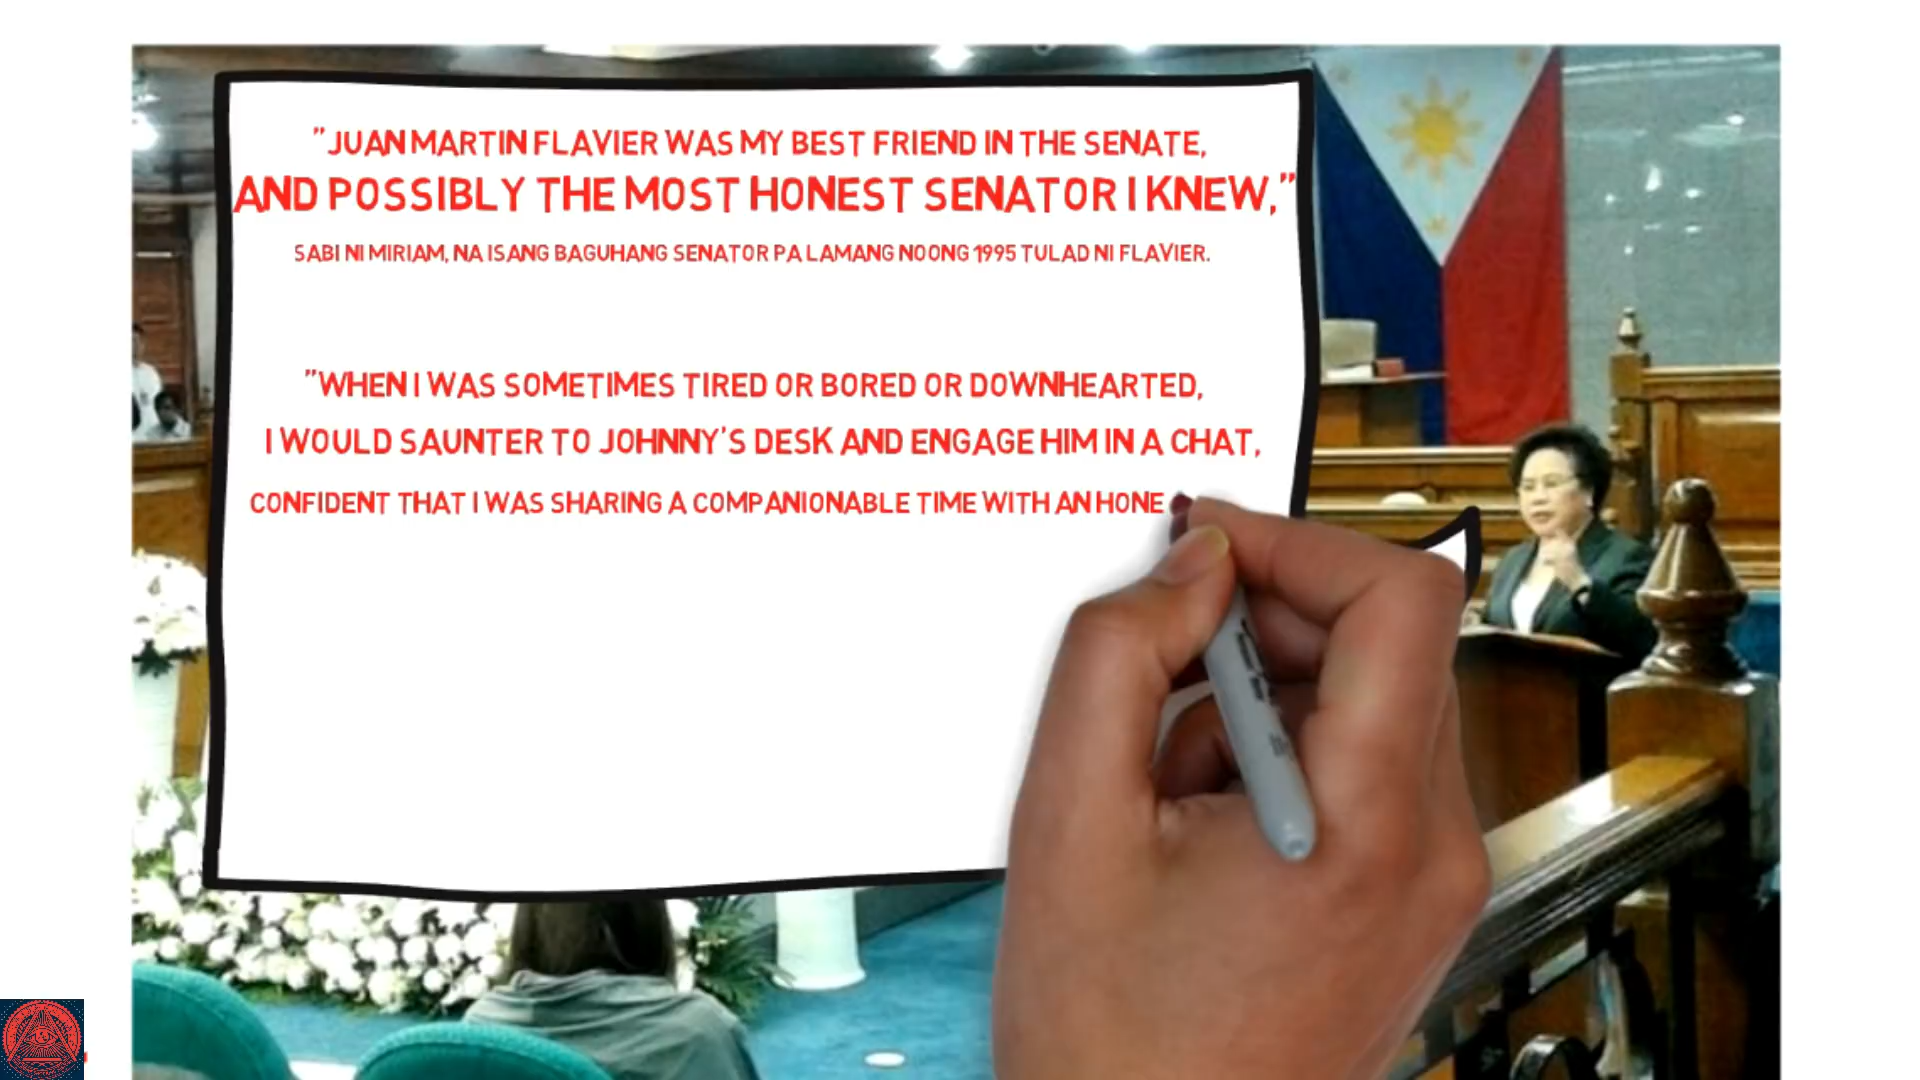 "JUAN MARTIN FLAVIER WAS MY BEST FRIEND IN THE SENATE,
AND POSSIBLY THE MOST HONEST SENATOR I KNEW,"
SABI NI MIRIAM, NA ISANG BAGUHANG SENATOR PA LAMANG NOONG 1995 TULAD NI FLAVIER.
"WHEN I WAS SOMETIMES TIRED OR BORED OR DOWNHEARTED,
I WOULD SAUNTER TO JOHNNY'S DESK AND ENGAGE HIM IN A CHAT,
CONFIDENT THAT I WAS SHARING A COMPANIONABLE TIME WITH AN HONE